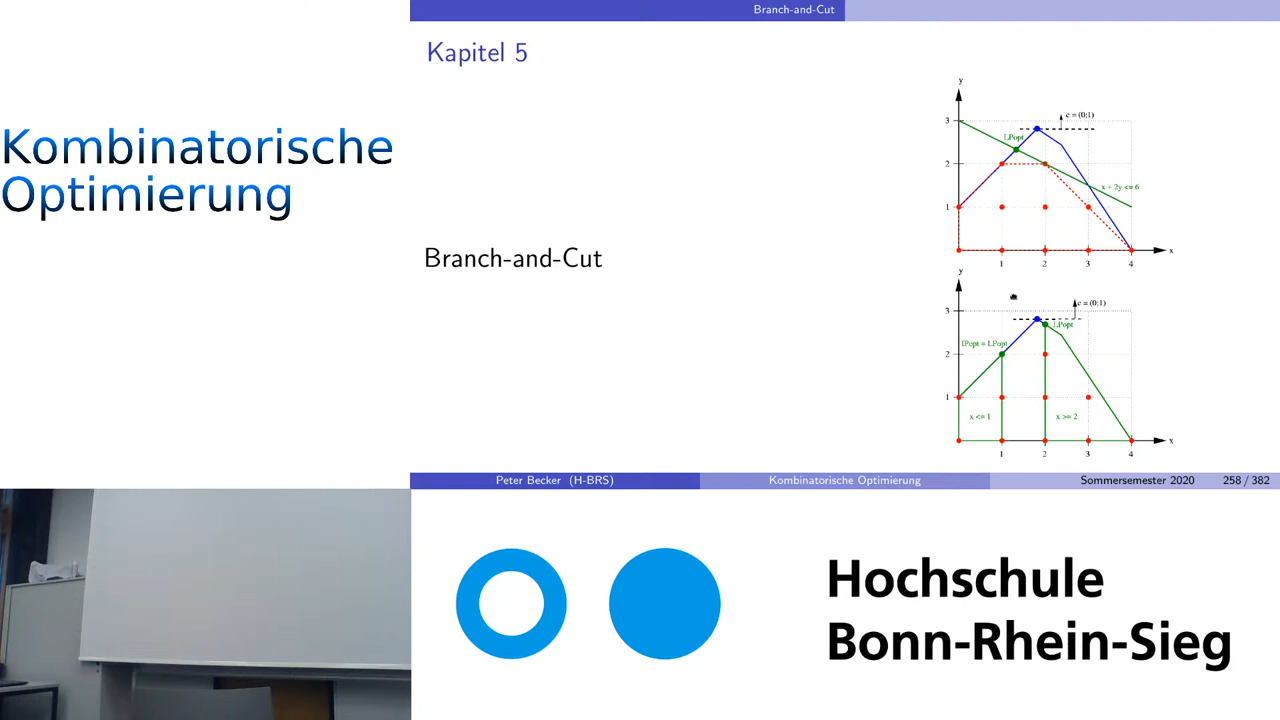 Kombinatorische
Optimierung
Branch-and-Cut
Kapitel 5
Branch-and-Cut
y
c = (0;1)
3
LPopt
2
x + 2y <= 6
1
x
1 2 3 4
y
c = (0;1)
3
LPopt
IPopt = LPopt
2
1
x <= 1
x >= 2
x
1 2 3 4
Peter Becker (H-BRS) Kombinatorische Optimierung Sommersemester 2020 258 / 382
Hochschule
Bonn-Rhein-Sieg